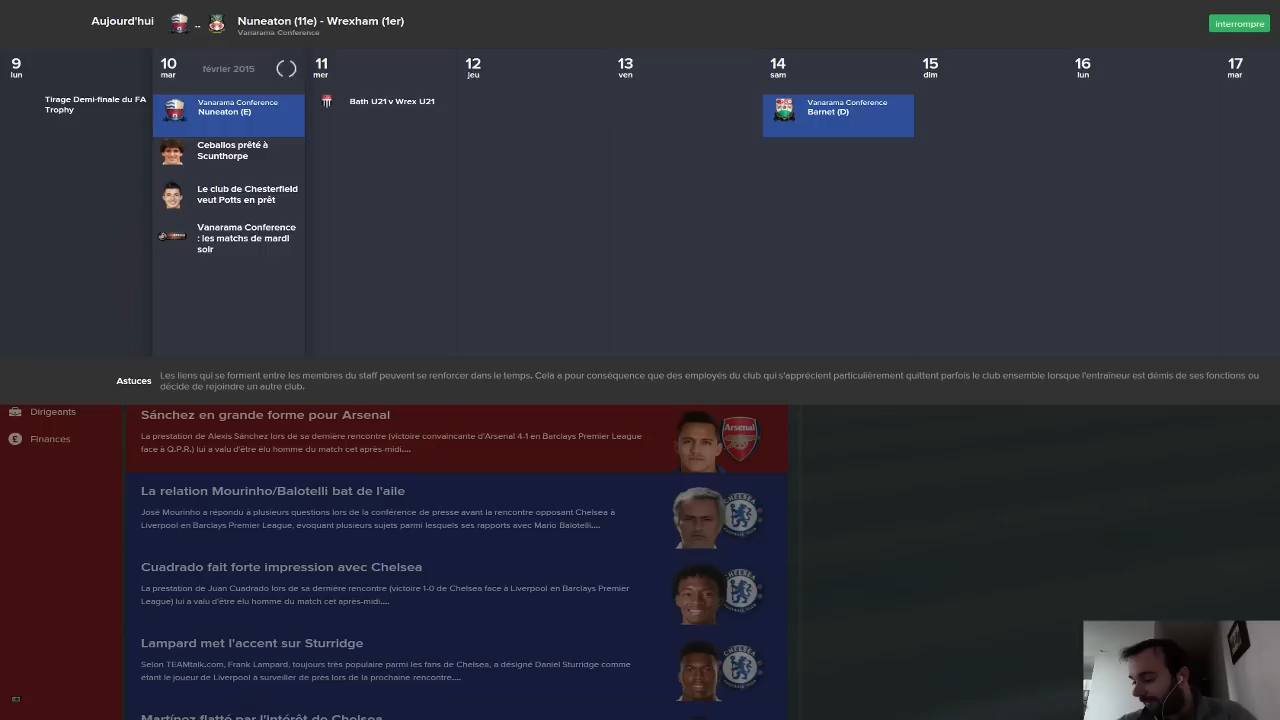 Aujourd'hui
Nuneaton (11e) - Wrexham (1er)
Vanarama Conference
interrompre
9
lun
10
mar
février 2015
11
mer
12
jeu
13
ven
14
sam
15
dim
16
lun
17
mar
Tirage Demi-finale du FA
Trophy
Vanarama Conference
Nuneaton (E)
Bath U21 v Wrex U21
Vanarama Conference
Barnet (D)
Ceballos prêté à
Scunthorpe
Le club de Chesterfield
veut Potts en prêt
Vanarama Conference
: les matchs de mardi
soir
Astuces
Les liens qui se forment entre les membres du staff peuvent se renforcer dans le temps. Cela a pour conséquence que des employés du club qui s'apprécient particulièrement quittent parfois le club ensemble lorsque l'entraîneur est démis de ses fonctions ou
décide de rejoindre un autre club.
Dirigeants
Finances
Sánchez en grande forme pour Arsenal
La prestation de Alexis Sánchez lors de sa dernière rencontre (victoire convaincante d'Arsenal 4-1 en Barclays Premier League
face à Q.P.R.) lui a valu d'être élu homme du match cet après-midi....
Arsenal
La relation Mourinho/Balotelli bat de l'aile
José Mourinho a répondu à plusieurs questions lors de la conférence de presse avant la rencontre opposant Chelsea à
Liverpool en Barclays Premier League, évoquant plusieurs sujets parmi lesquels ses rapports avec Mario Balotelli....
Cuadrado fait forte impression avec Chelsea
La prestation de Juan Cuadrado lors de sa dernière rencontre (victoire 1-0 de Chelsea face à Liverpool en Barclays Premier
League) lui a valu d'être élu homme du match cet après-midi....
Lampard met l'accent sur Sturridge
Selon TEAMtalk.com, Frank Lampard, toujours très populaire parmi les fans de Chelsea, a désigné Daniel Sturridge comme
étant le joueur de Liverpool à surveiller de près lors de la prochaine rencontre....
Martínez flatté par l'intérêt de Chelsea